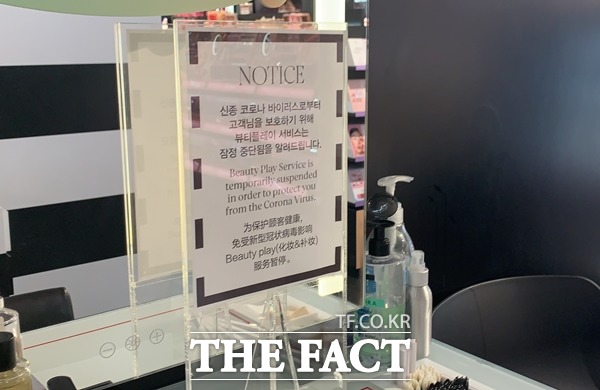 NOTICE
신종 코로나 바이러스로부터
고객님을 보호하기 위해
뷰티플레이 서비스는
잠정 중단됨을 알려드립니다.
Beauty Play Service is
temporarily suspended
in order to protect you
from the Corona Virus.
为保护顾客健康,
免受新型冠状病毒影响
Beauty play(化妆&补妆)
服务暂停。
TF.CO.KR
THE FACT